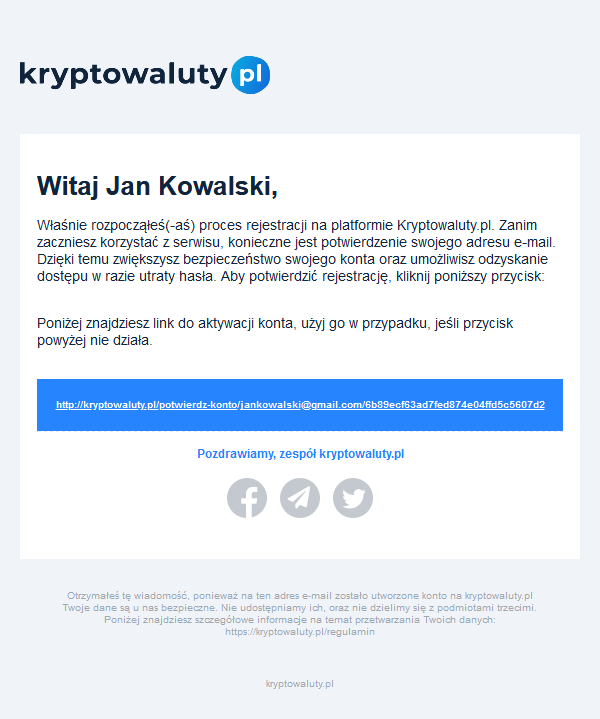 kryptowaluty pl
Witaj Jan Kowalski,
Właśnie rozpocząłeś(-aś) proces rejestracji na platformie Kryptowaluty.pl. Zanim
zaczniesz korzystać z serwisu, konieczne jest potwierdzenie swojego adresu e-mail.
Dzięki temu zwiększysz bezpieczeństwo swojego konta oraz umożliwisz odzyskanie
dostępu w razie utraty hasła. Aby potwierdzić rejestrację, kliknij poniższy przycisk:
Poniżej znajdziesz link do aktywacji konta, użyj go w przypadku, jeśli przycisk
powyżej nie działa.
http://kryptowaluty.pl/potwierdz-konto/jankowalski@gmail.com/6b89ecf63ad7fed874e04ffd5c5607d2
Pozdrawiamy, zespół kryptowaluty.pl
Otrzymałeś tę wiadomość, ponieważ na ten adres e-mail zostało utworzone konto na kryptowaluty.pl
Twoje dane są u nas bezpieczne. Nie udostępniamy ich, oraz nie dzielimy się z podmiotami trzecimi.
Poniżej znajdziesz szczegółowe informacje na temat przetwarzania Twoich danych:
https://kryptowaluty.pl/regulamin
kryptowaluty.pl